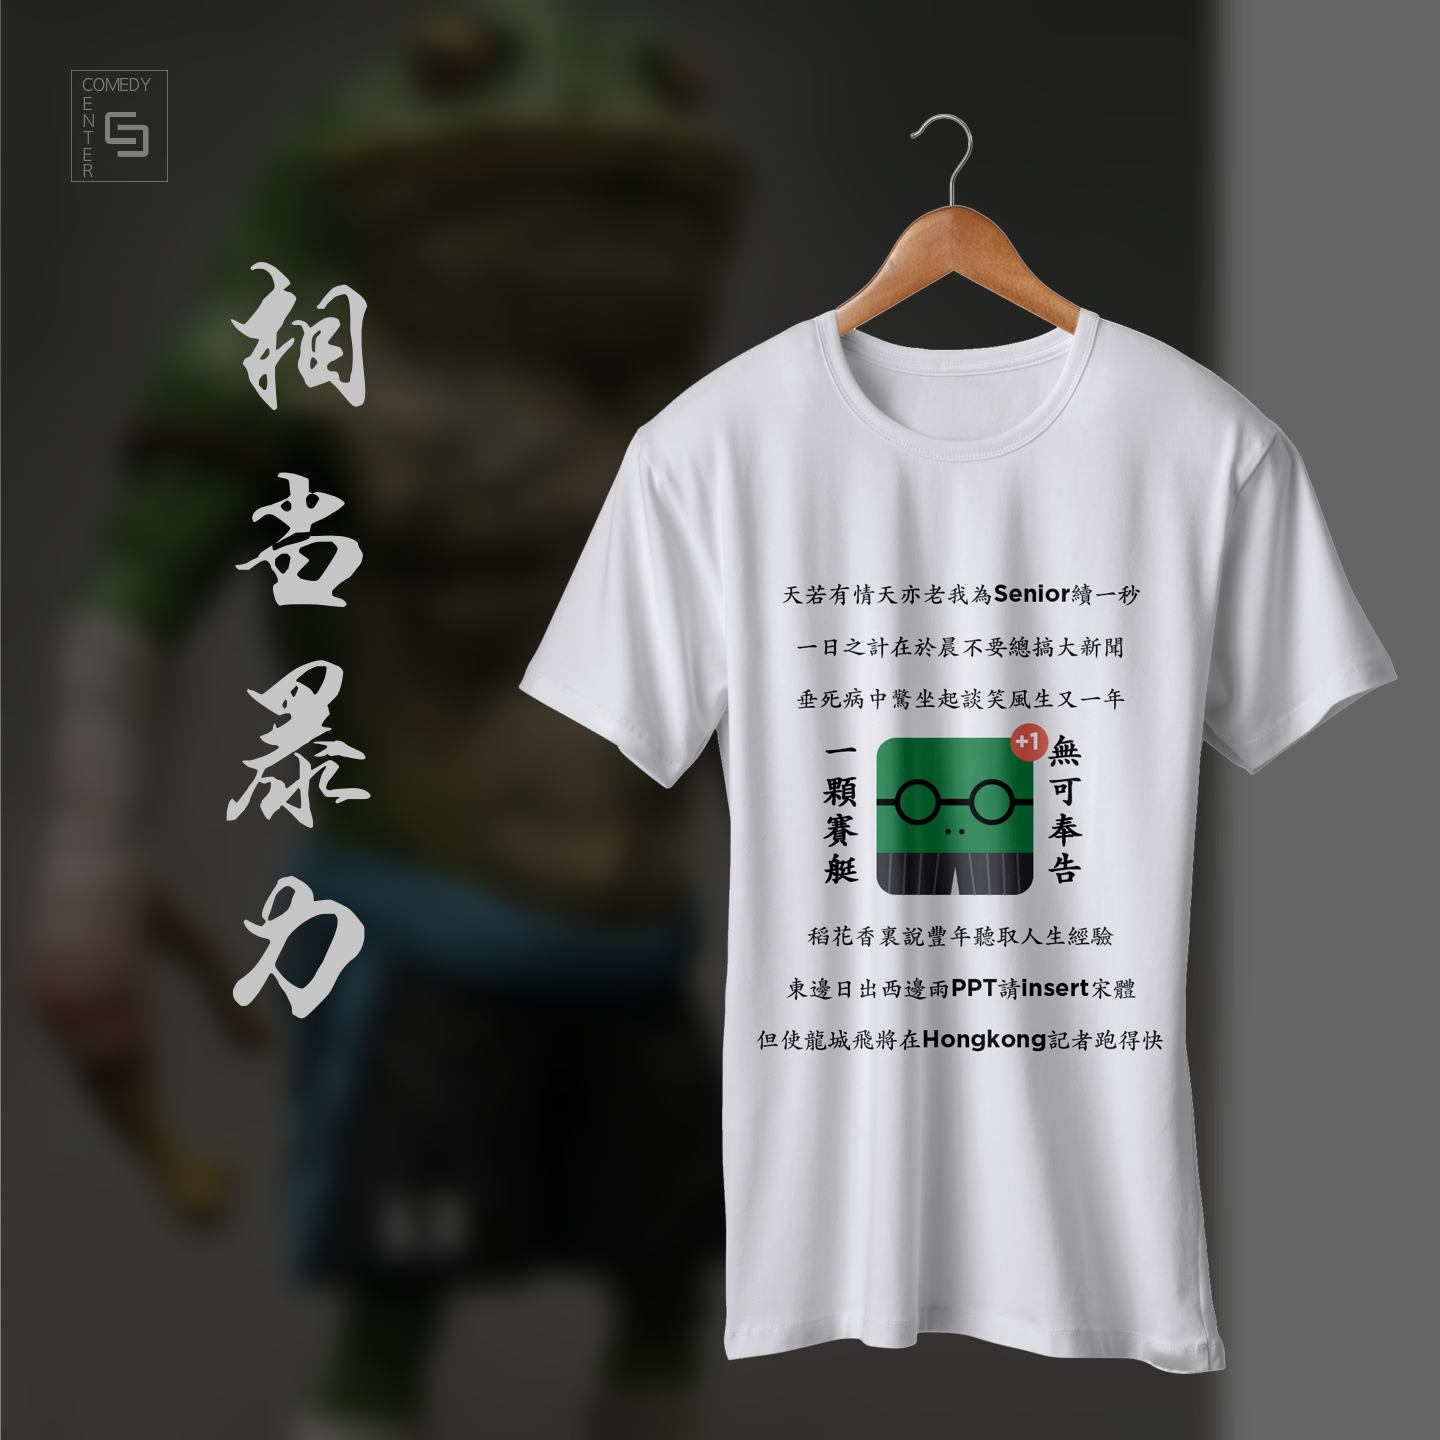 COMEDY
CENTER
相当暴力
天若有情天亦老我為Senior續一秒
一日之計在於晨不要總搞大新聞
垂死病中驚坐起談笑風生又一年
一顆賽艇
+1
無可奉告
稻花香裏說豐年聽取人生經驗
東邊日出西邊雨PPT請insert宋體
但使龍城飛將在Hongkong記者跑得快